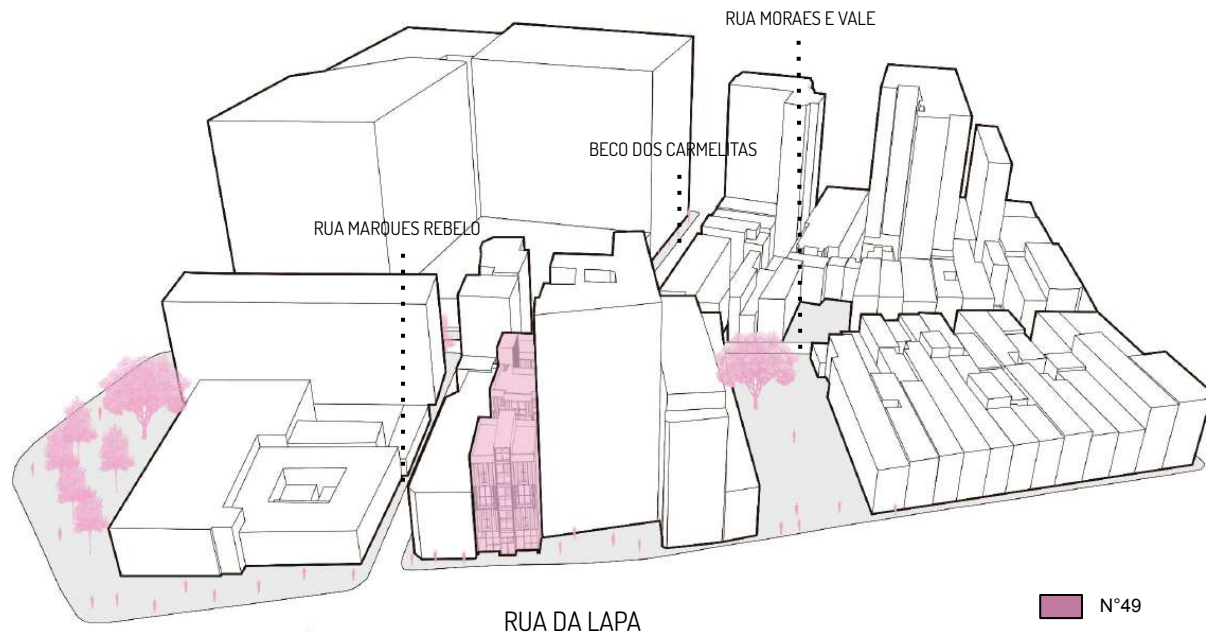 RUA MORAES E VALE
BECO DOS CARMELITAS
RUA MARQUES REBELO
N°49
RUA DA LAPA